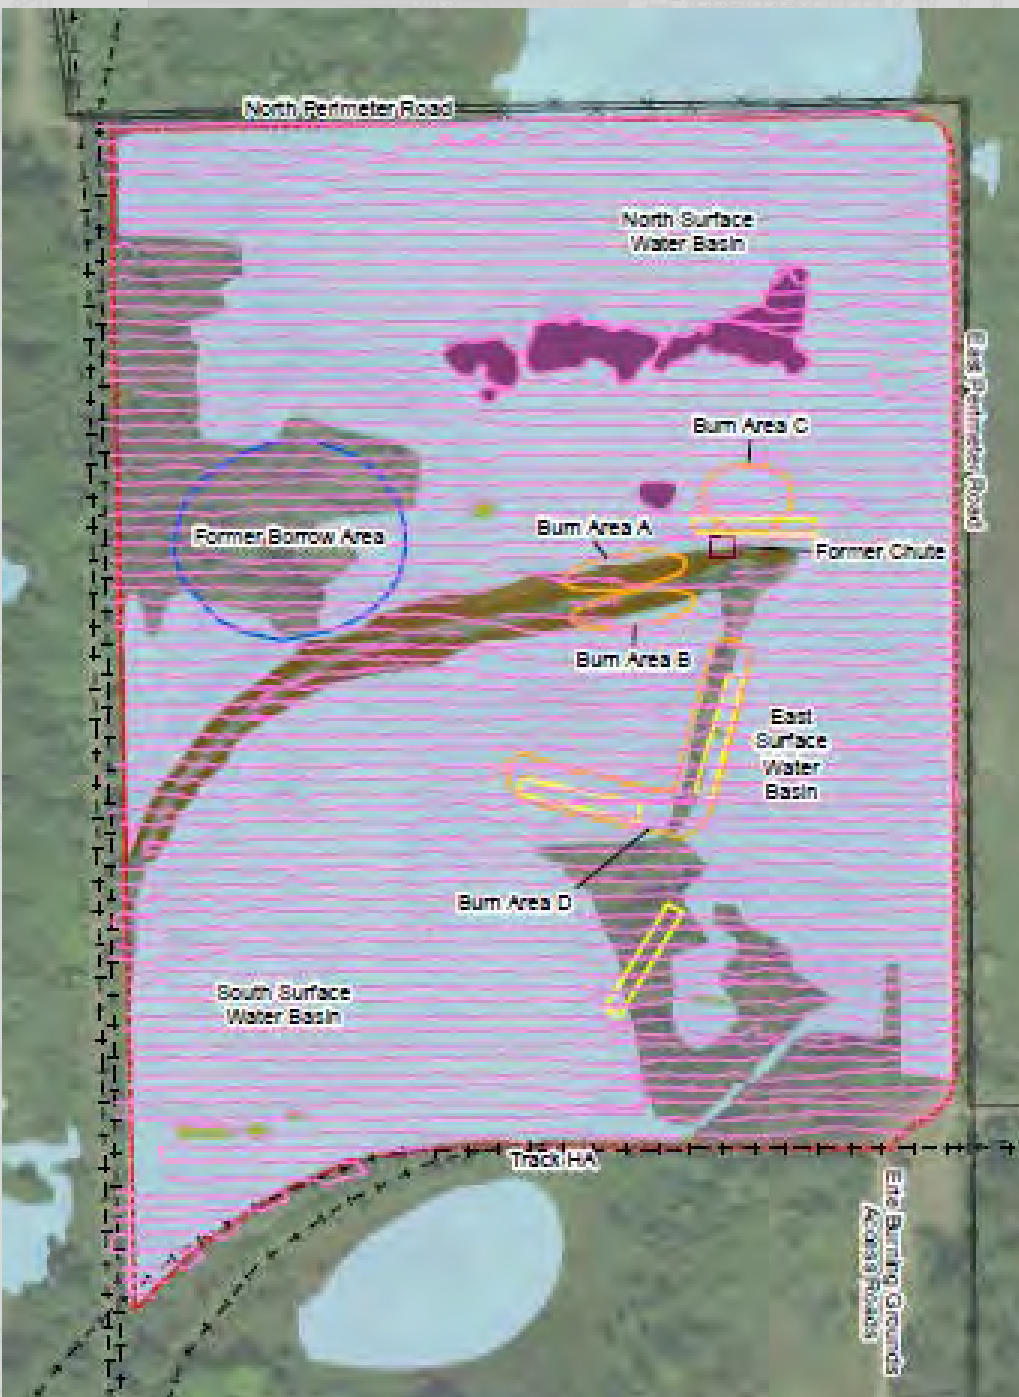 North Perimeter Road
North Surface
Water Basin
East Perimeter Road
Burn Area C
Burn Area A
Former Borrow Area
Former Chute
Burn Area B
East
Surface
Water
Basin
Burn Area D
South Surface
Water Basin
Track HA
Erie Burning Grounds
Access Roads